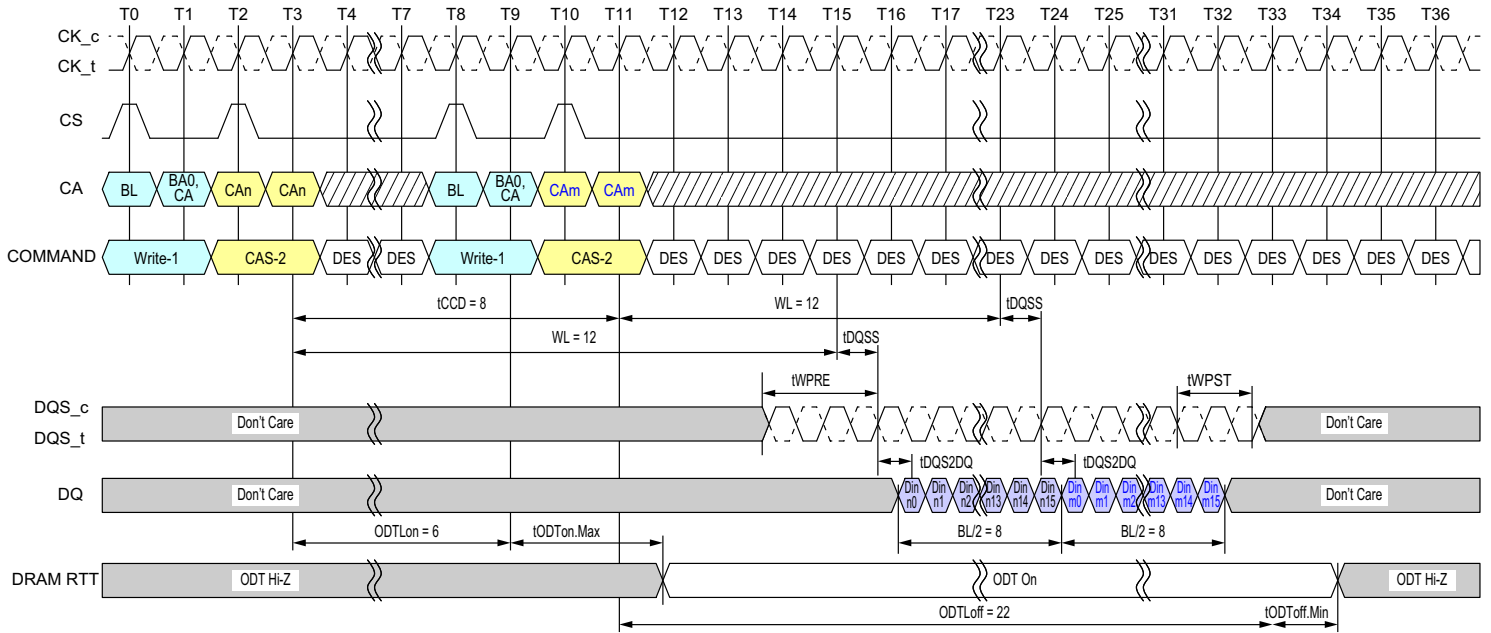 T0 T1 T2 T3 T4 T7 T8 T9 T10 T11 T12 T13 T14 T15 T16 T17 T23 T24 T25 T31 T32 T33 T34 T35 T36
CK_c
CK_t
CS
CA BL BA0, CA CAn CAn BL BA0, CA CAm CAm
COMMAND Write-1 CAS-2 DES DES Write-1 CAS-2 DES DES DES DES DES DES DES DES DES DES DES DES DES DES DES
tCCD = 8 WL = 12 tDQSS
WL = 12 tDQSS
tWPRE tWPST
DQS_c
DQS_t
Don't Care Don't Care
tDQS2DQ tDQS2DQ
DQ Don't Care Din n0 Din n1 Din n2 Din n13 Din n14 Din n15 Din m0 Din m1 Din m2 Din m13 Din m14 Din m15 Don't Care
ODTLon = 6 tODTon.Max BL/2 = 8 BL/2 = 8
DRAM RTT ODT Hi-Z ODT On ODT Hi-Z
ODTLoff = 22 tODToff.Min